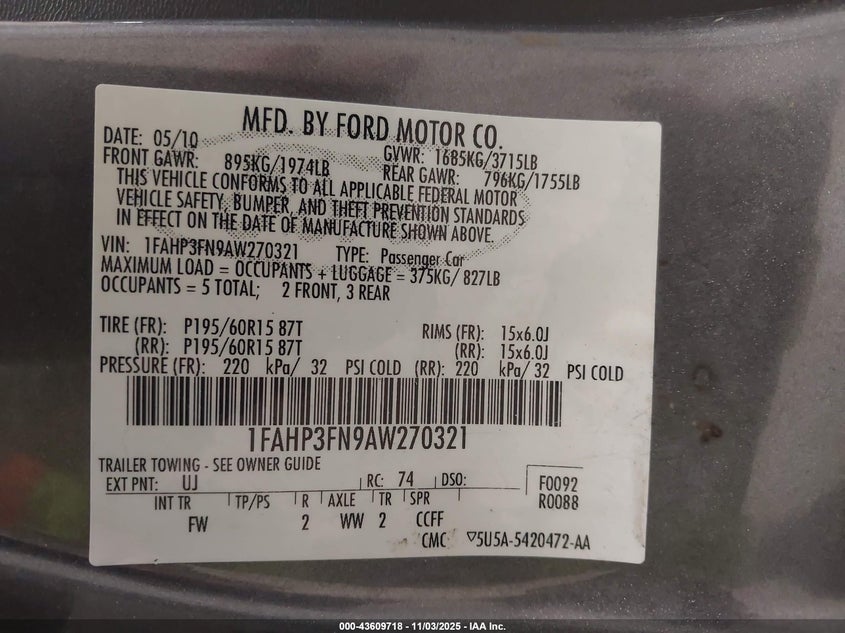 MFD. BY FORD MOTOR CO.
DATE: 05/10 GVWR: 1685KG/3715LB
FRONT GAWR: 895KG/1974LB REAR GAWR: 796KG/1755LB
THIS VEHICLE CONFORMS TO ALL APPLICABLE FEDERAL MOTOR
VEHICLE SAFETY, BUMPER, AND THEFT PREVENTION STANDARDS
IN EFFECT ON THE DATE OF MANUFACTURE SHOWN ABOVE.
VIN: 1FAHP3FN9AW270321 TYPE: Passenger Car
MAXIMUM LOAD = OCCUPANTS + LUGGAGE = 375KG/ 827LB
OCCUPANTS = 5 TOTAL; 2 FRONT, 3 REAR
TIRE (FR): P195/60R15 87T RIMS (FR): 15x6.0J
(RR): P195/60R15 87T (RR): 15x6.0J
PRESSURE (FR): 220 kPa/ 32 PSI COLD (RR): 220 kPa/ 32 PSI COLD
1FAHP3FN9AW270321
TRAILER TOWING - SEE OWNER GUIDE
EXT PNT: UJ RC: 74 DSO: F0092
INT TR TP/PS R AXLE TR SPR R0088
FW 2 WW 2 CCFF
CMC: ▽5U5A-5420472-AA
000-43609718 - 11/03/2025 - IAA Inc.